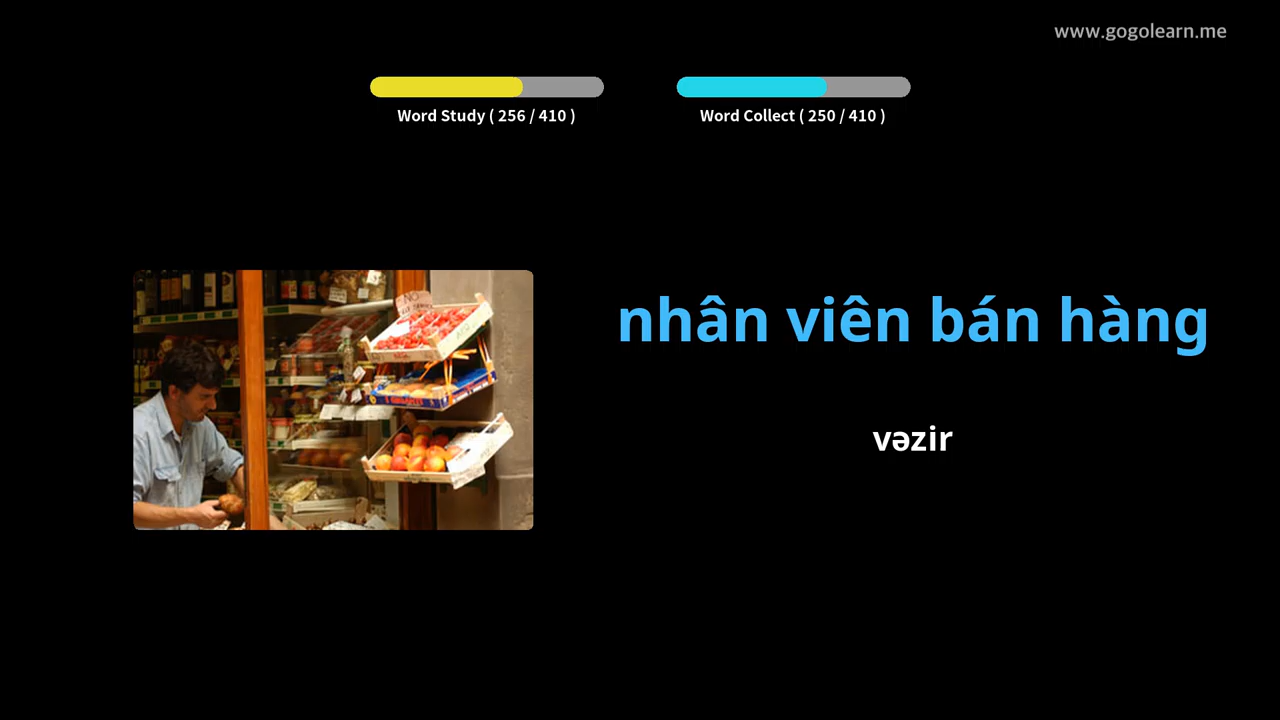 www.gogolearn.me
Word Study ( 256 / 410 )
Word Collect ( 250 / 410 )
nhân viên bán hàng
vəzir